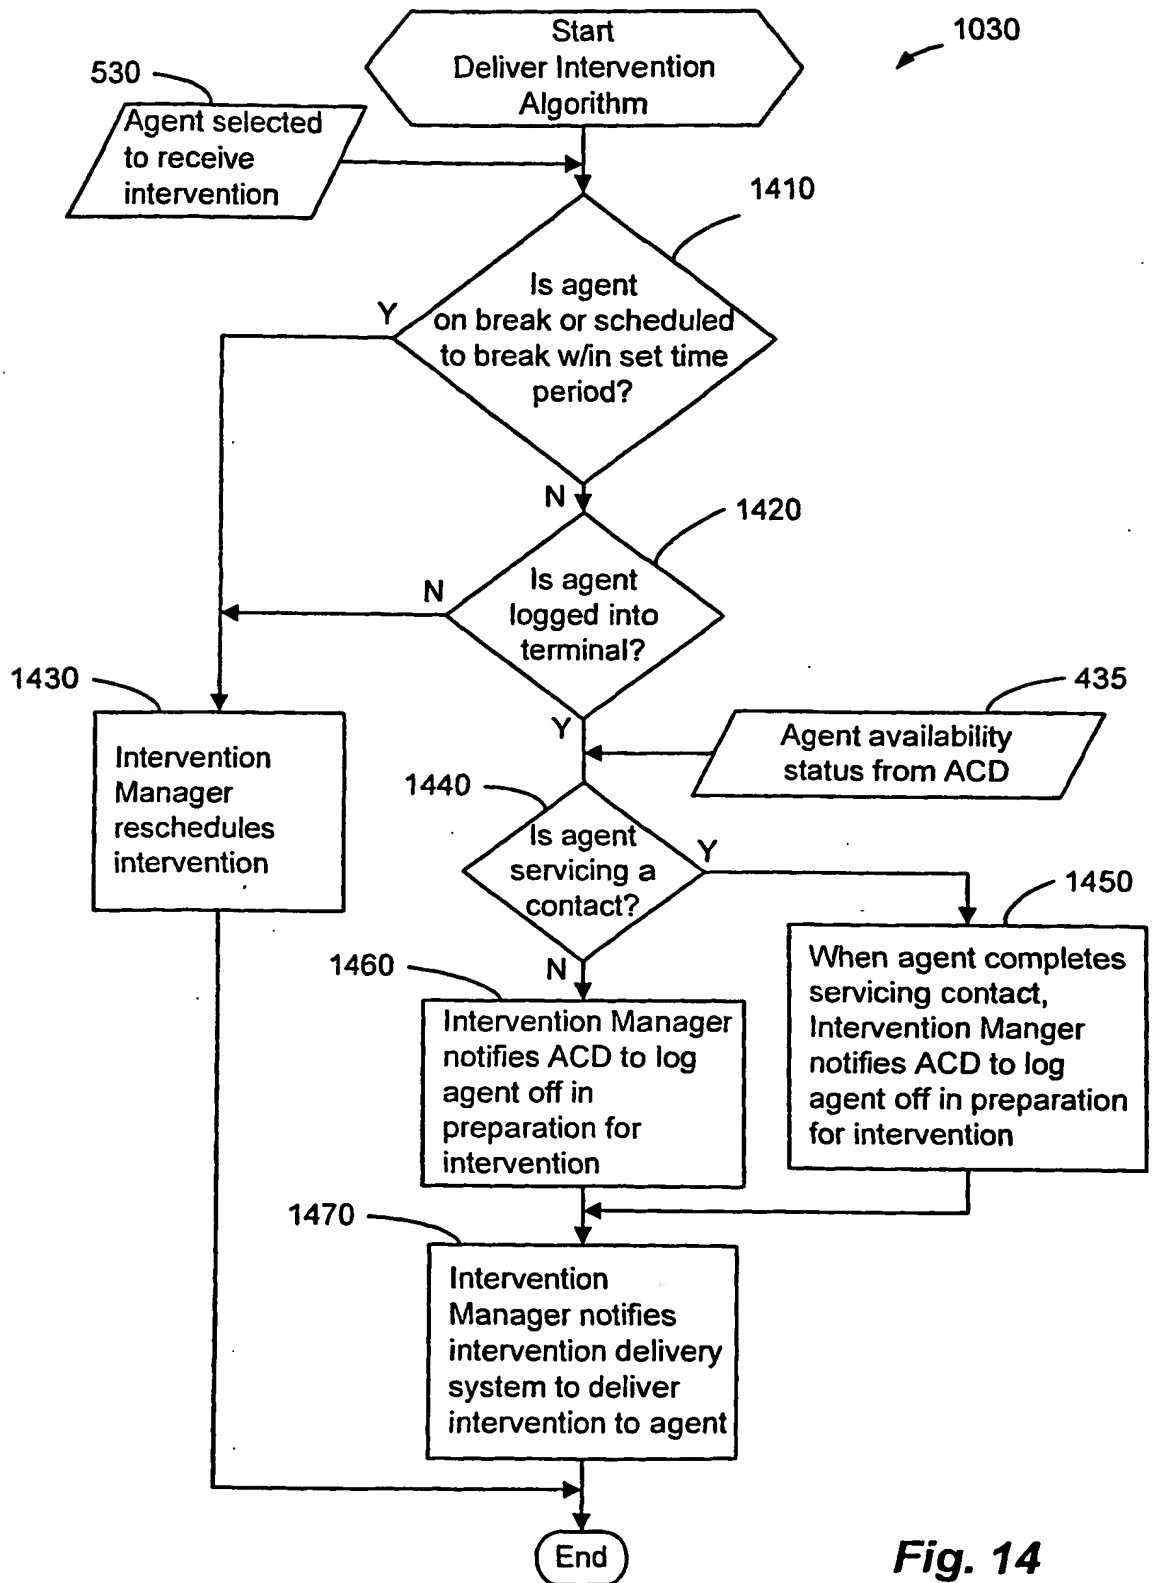 Start
Deliver Intervention
Algorithm
1030
530
Agent selected
to receive
intervention
1410
Is agent
on break or scheduled
to break w/in set time
period?
Y
N
1420
Is agent
logged into
terminal?
N
Y
1430
Intervention
Manager
reschedules
intervention
435
Agent availability
status from ACD
1440
Is agent
servicing a
contact?
Y
N
1450
When agent completes
servicing contact,
Intervention Manger
notifies ACD to log
agent off in preparation
for intervention
1460
Intervention Manager
notifies ACD to log
agent off in
preparation for
intervention
1470
Intervention
Manager notifies
intervention delivery
system to deliver
intervention to agent
End
Fig. 14